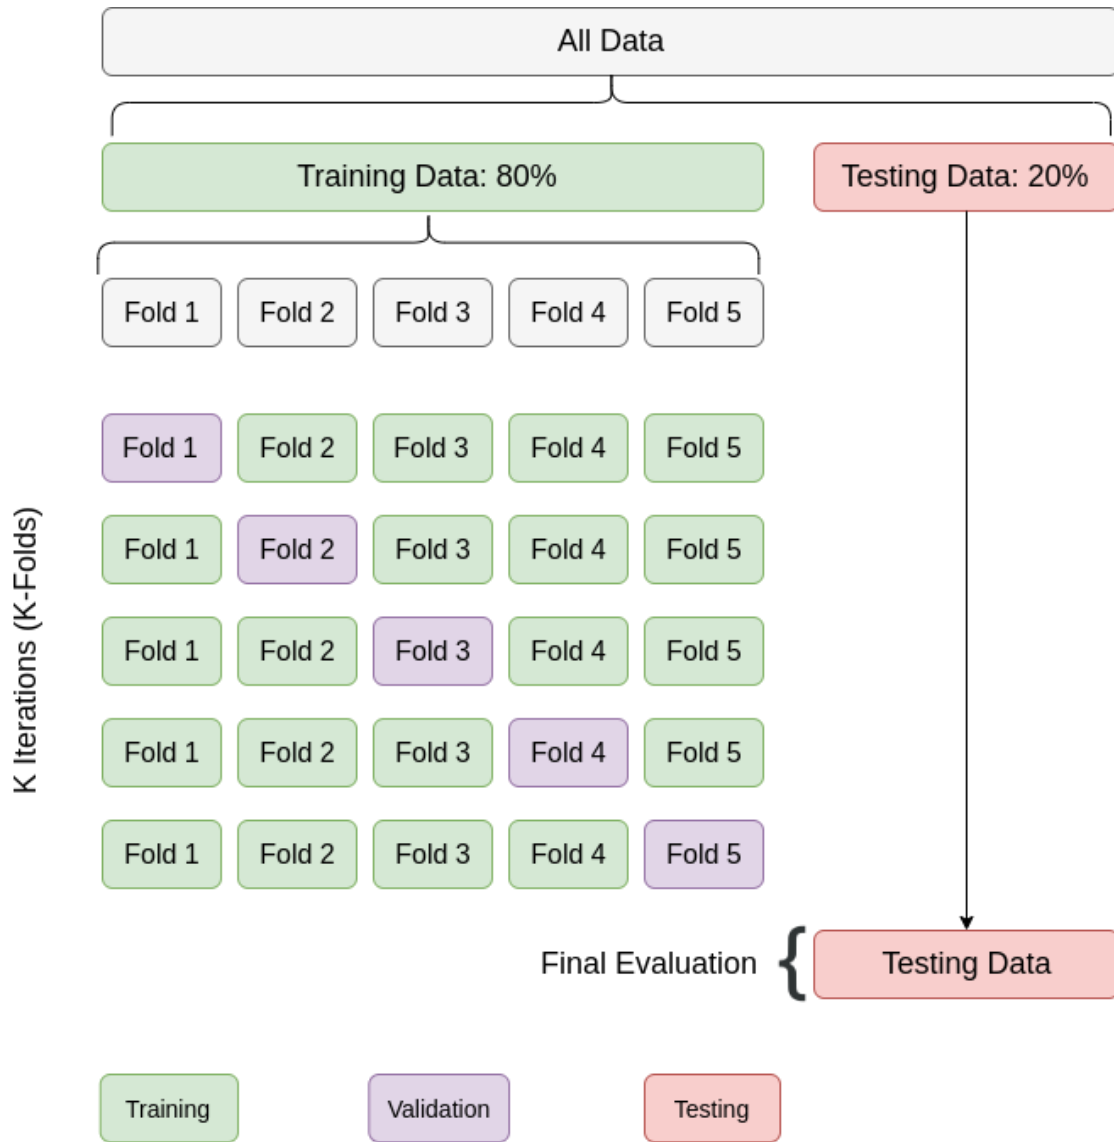 All Data
Training Data: 80%
Testing Data: 20%
Fold 1
Fold 2
Fold 3
Fold 4
Fold 5
K Iterations (K-Folds)
Fold 1
Fold 2
Fold 3
Fold 4
Fold 5
Fold 1
Fold 2
Fold 3
Fold 4
Fold 5
Fold 1
Fold 2
Fold 3
Fold 4
Fold 5
Fold 1
Fold 2
Fold 3
Fold 4
Fold 5
Fold 1
Fold 2
Fold 3
Fold 4
Fold 5
Final Evaluation
Testing Data
Training
Validation
Testing